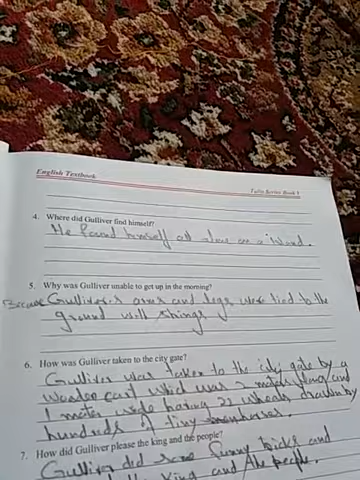 English Textbook
Tulip Series Book 5
4. Where did Gulliver find himself?
He found himself all alone on a island.
5. Why was Gulliver unable to get up in the morning?
Because Gulliver's arms and legs were tied to the
ground with strings
6. How was Gulliver taken to the city gate?
Gulliver was taken to the city gate by a
wooden cart which was 2 meters long and
1 meter wide having 22 wheels drawn by
hundreds of tiny horses.
7. How did Gulliver please the king and the people?
Gulliver did some funny tricks and
the king and the people.